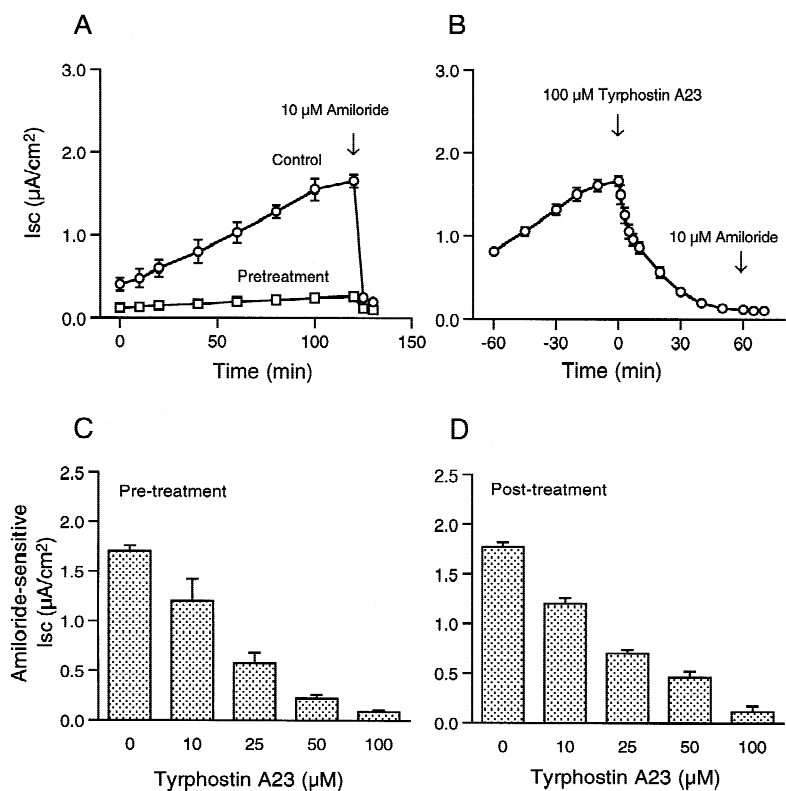 A
3.0
2.0
1.0
0.0
Isc (µA/cm2)
10 µM Amiloride
Control
Pretreatment
0
50
100
150
Time (min)
B
3.0
2.0
1.0
0.0
100 µM Tyrphostin A23
10 µM Amiloride
-60
-30
0
30
60
Time (min)
C
2.5
2.0
1.5
1.0
0.5
0.0
Amiloride-sensitive
Isc (µA/cm2)
Pre-treatment
0
10
25
50
100
Tyrphostin A23 (µM)
D
2.5
2.0
1.5
1.0
0.5
0.0
Post-treatment
0
10
25
50
100
Tyrphostin A23 (µM)